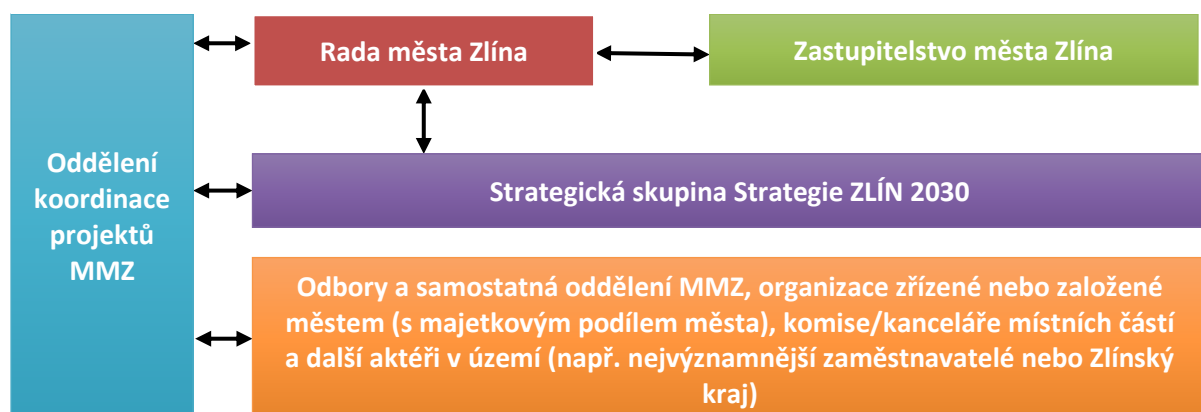 Oddělení
koordinace
projektů
MMZ
Rada města Zlína
Zastupitelstvo města Zlína
Strategická skupina Strategie ZLÍN 2030
Odbory a samostatná oddělení MMZ, organizace zřízené nebo založené
městem (s majetkovým podílem města), komise/kanceláře místních částí
a další aktéři v území (např. nejvýznamnější zaměstnavatelé nebo Zlínský
kraj)